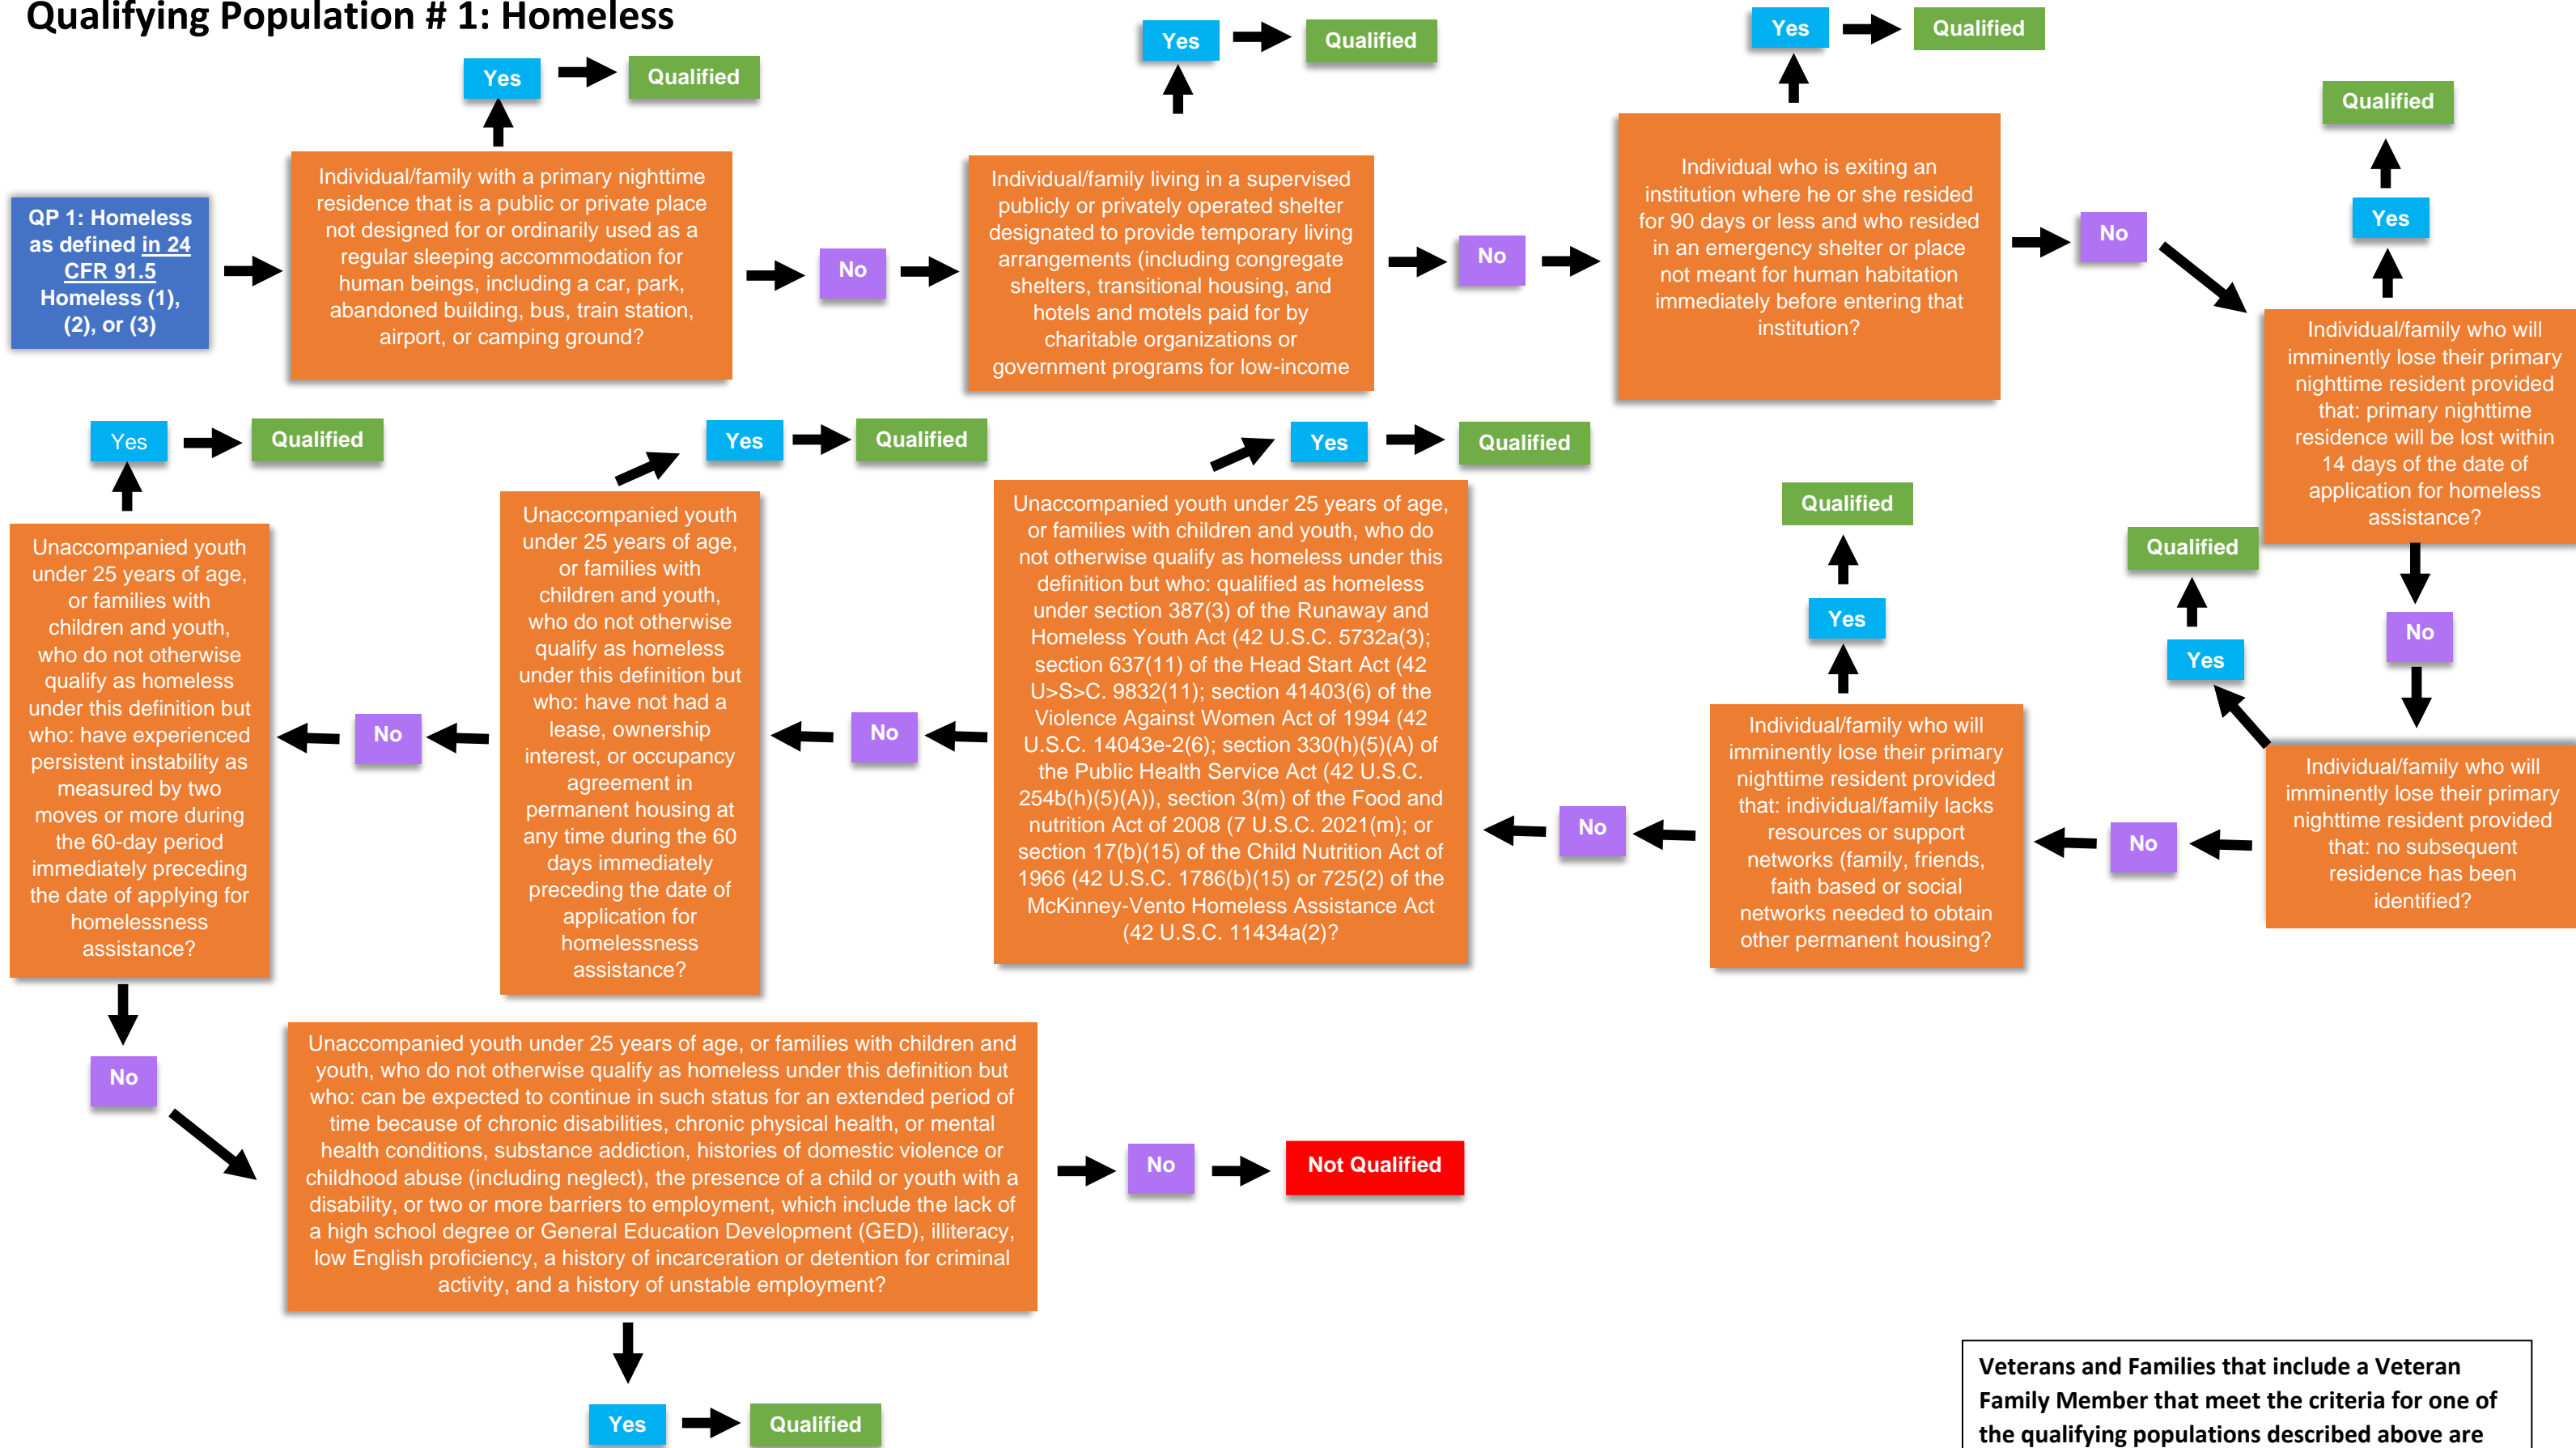 Qualifying Population # 1: Homeless
Yes
Qualified
Yes
Qualified
Yes
Qualified
Qualified
Yes
QP 1: Homeless
as defined in 24
CFR 91.5
Homeless (1),
(2), or (3)
Individual/family with a primary nighttime
residence that is a public or private place
not designed for or ordinarily used as a
regular sleeping accommodation for
human beings, including a car, park,
abandoned building, bus, train station,
airport, or camping ground?
No
Individual/family living in a supervised
publicly or privately operated shelter
designated to provide temporary living
arrangements (including congregate
shelters, transitional housing, and
hotels and motels paid for by
charitable organizations or
government programs for low-income
No
Individual who is exiting an
institution where he or she resided
for 90 days or less and who resided
in an emergency shelter or place
not meant for human habitation
immediately before entering that
institution?
No
Individual/family who will
imminently lose their primary
nighttime resident provided
that: primary nighttime
residence will be lost within
14 days of the date of
application for homeless
assistance?
No
Qualified
Yes
Individual/family who will
imminently lose their primary
nighttime resident provided
that: no subsequent
residence has been
identified?
No
Qualified
Yes
Individual/family who will
imminently lose their primary
nighttime resident provided
that: individual/family lacks
resources or support
networks (family, friends,
faith based or social
networks needed to obtain
other permanent housing?
No
Yes
Qualified
Unaccompanied youth under 25 years of age,
or families with children and youth, who do
not otherwise qualify as homeless under this
definition but who: qualified as homeless
under section 387(3) of the Runaway and
Homeless Youth Act (42 U.S.C. 5732a(3);
section 637(11) of the Head Start Act (42
U>S>C. 9832(11); section 41403(6) of the
Violence Against Women Act of 1994 (42
U.S.C. 14043e-2(6); section 330(h)(5)(A) of
the Public Health Service Act (42 U.S.C.
254b(h)(5)(A)), section 3(m) of the Food and
nutrition Act of 2008 (7 U.S.C. 2021(m); or
section 17(b)(15) of the Child Nutrition Act of
1966 (42 U.S.C. 1786(b)(15) or 725(2) of the
McKinney-Vento Homeless Assistance Act
(42 U.S.C. 11434a(2)?
No
Yes
Qualified
Unaccompanied youth
under 25 years of age,
or families with
children and youth,
who do not otherwise
qualify as homeless
under this definition but
who: have not had a
lease, ownership
interest, or occupancy
agreement in
permanent housing at
any time during the 60
days immediately
preceding the date of
application for
homelessness
assistance?
No
Yes
Qualified
Unaccompanied youth
under 25 years of age,
or families with
children and youth,
who do not otherwise
qualify as homeless
under this definition but
who: have experienced
persistent instability as
measured by two
moves or more during
the 60-day period
immediately preceding
the date of applying for
homelessness
assistance?
No
Unaccompanied youth under 25 years of age, or families with children and
youth, who do not otherwise qualify as homeless under this definition but
who: can be expected to continue in such status for an extended period of
time because of chronic disabilities, chronic physical health, or mental
health conditions, substance addiction, histories of domestic violence or
childhood abuse (including neglect), the presence of a child or youth with a
disability, or two or more barriers to employment, which include the lack of
a high school degree or General Education Development (GED), illiteracy,
low English proficiency, a history of incarceration or detention for criminal
activity, and a history of unstable employment?
No
Not Qualified
Yes
Qualified
Veterans and Families that include a Veteran
Family Member that meet the criteria for one of
the qualifying populations described above are